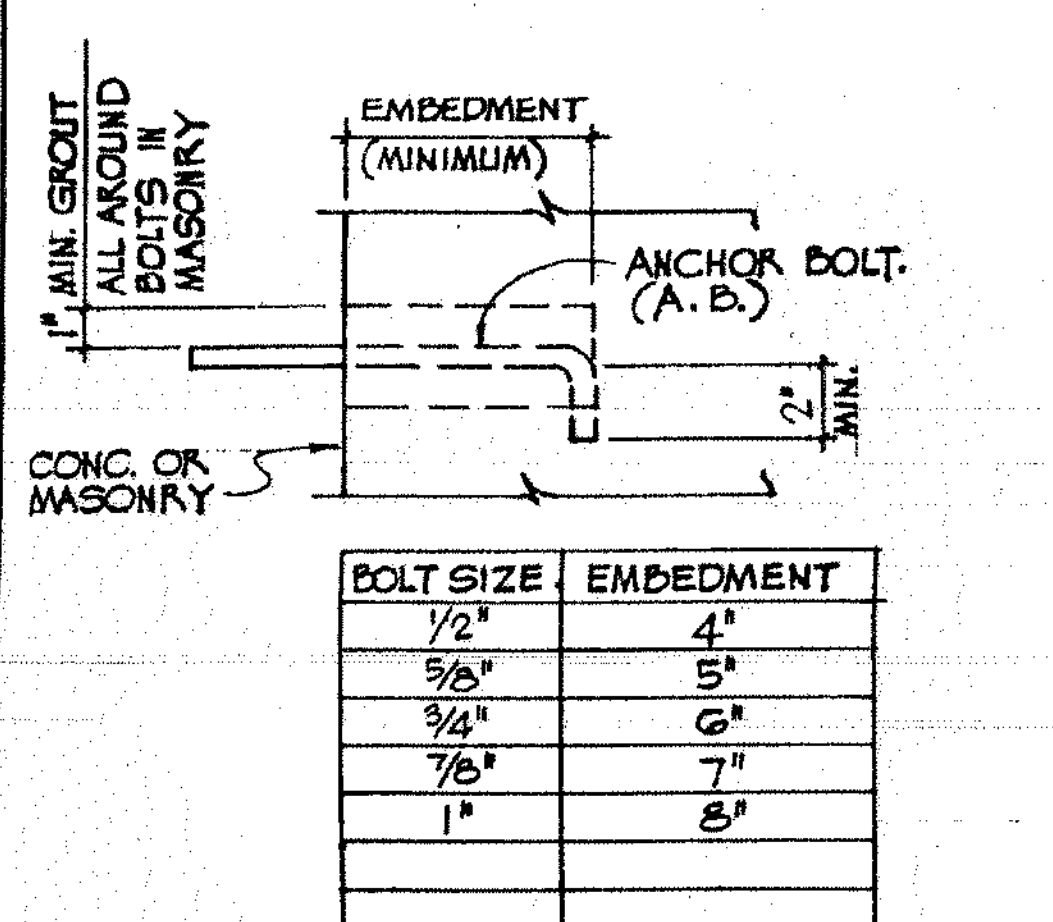 1" MIN. GROUT
ALL AROUND
BOLTS IN
MASONRY
EMBEDMENT
(MINIMUM)
ANCHOR BOLT.
(A.B.)
2"
MIN.
CONC. OR
MASONRY
BOLT SIZE EMBEDMENT
1/2" 4"
5/8" 5"
3/4" 6"
7/8" 7"
1" 8"